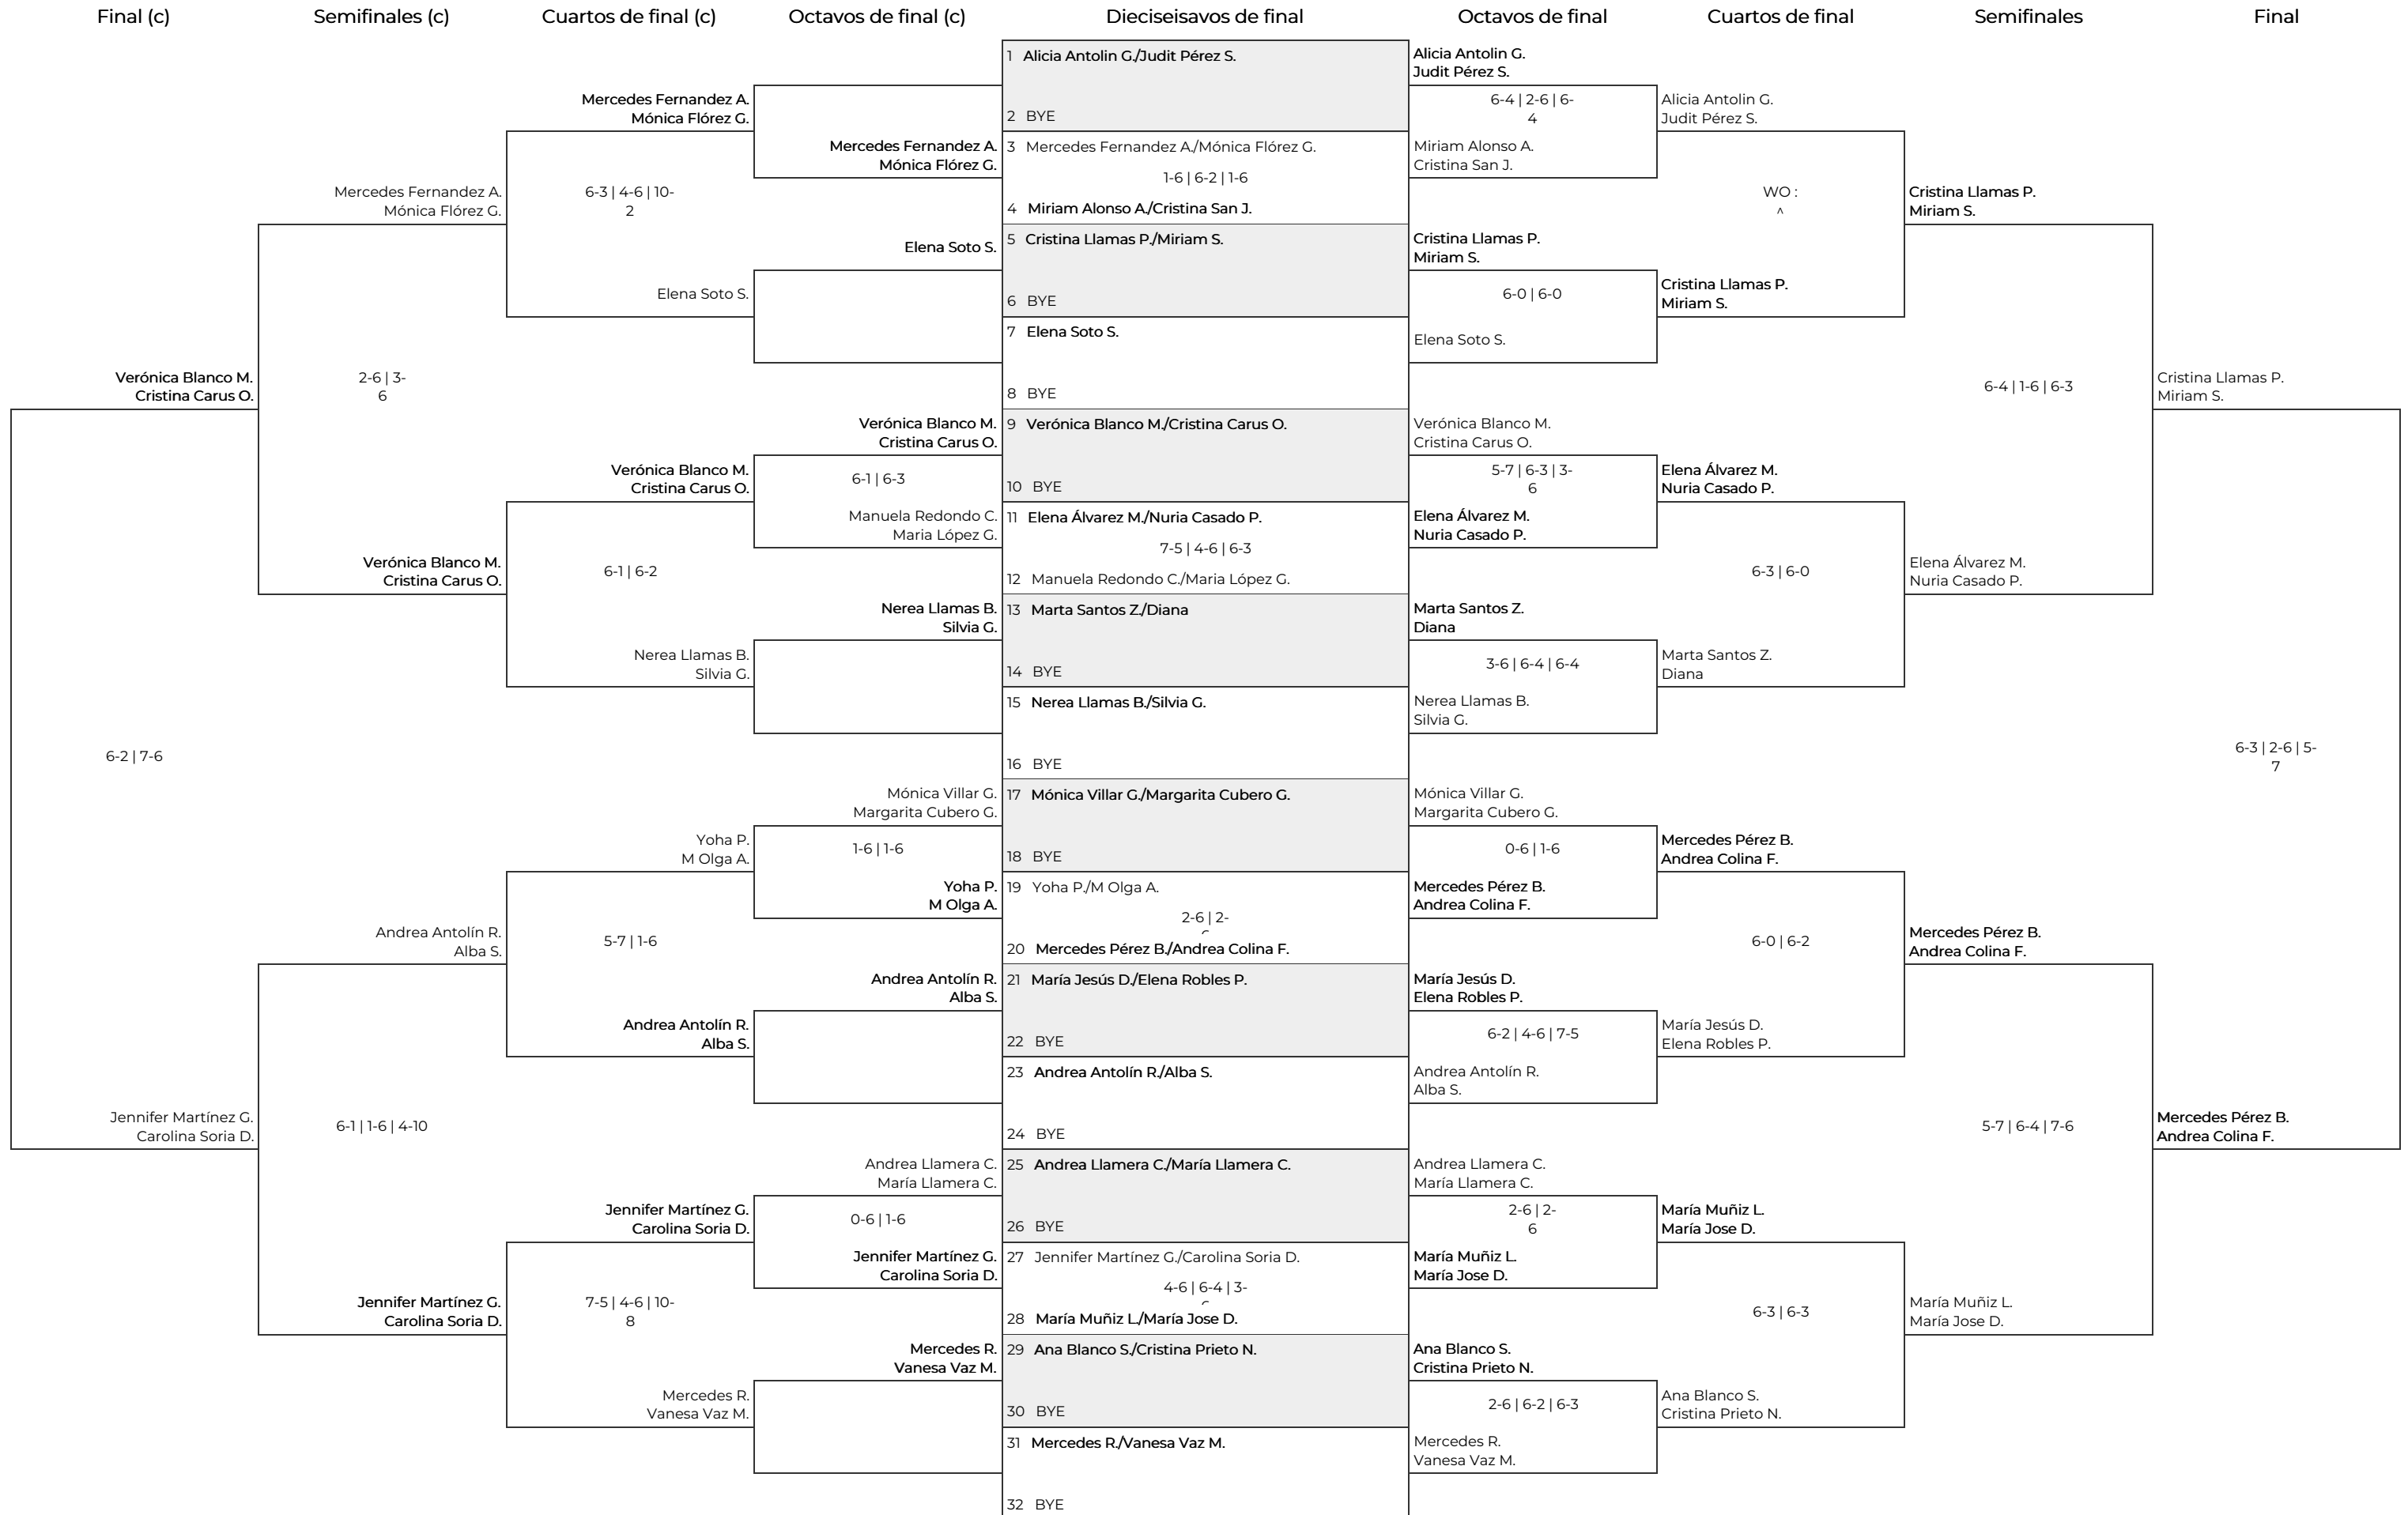 Final (c)
Semifinales (c)
Cuartos de final (c)
Octavos de final (c)
Dieciseisavos de final
Octavos de final
Cuartos de final
Semifinales
Final
Verónica Blanco M.
Cristina Carus O.
6-2 | 7-6
Jennifer Martínez G.
Carolina Soria D.
Mercedes Fernandez A.
Mónica Flórez G.
2-6 | 3-
6
Verónica Blanco M.
Cristina Carus O.
Andrea Antolín R.
Alba S.
6-1 | 1-6 | 4-10
Jennifer Martínez G.
Carolina Soria D.
Mercedes Fernandez A.
Mónica Flórez G.
6-3 | 4-6 | 10-
2
Elena Soto S.
Verónica Blanco M.
Cristina Carus O.
6-1 | 6-2
Nerea Llamas B.
Silvia G.
Yoha P.
M Olga A.
5-7 | 1-6
Andrea Antolín R.
Alba S.
Jennifer Martínez G.
Carolina Soria D.
7-5 | 4-6 | 10-
8
Mercedes R.
Vanesa Vaz M.
Mercedes Fernandez A.
Mónica Flórez G.
Elena Soto S.
Verónica Blanco M.
Cristina Carus O.
6-1 | 6-3
Manuela Redondo C.
Maria López G.
Nerea Llamas B.
Silvia G.
Mónica Villar G.
Margarita Cubero G.
1-6 | 1-6
Yoha P.
M Olga A.
Andrea Antolín R.
Alba S.
Andrea Llamera C.
María Llamera C.
0-6 | 1-6
Jennifer Martínez G.
Carolina Soria D.
Mercedes R.
Vanesa Vaz M.
1 Alicia Antolin G./Judit Pérez S.
2 BYE
3 Mercedes Fernandez A./Mónica Flórez G.
1-6 | 6-2 | 1-6
4 Miriam Alonso A./Cristina San J.
5 Cristina Llamas P./Miriam S.
6 BYE
7 Elena Soto S.
8 BYE
9 Verónica Blanco M./Cristina Carus O.
10 BYE
11 Elena Álvarez M./Nuria Casado P.
7-5 | 4-6 | 6-3
12 Manuela Redondo C./Maria López G.
13 Marta Santos Z./Diana
14 BYE
15 Nerea Llamas B./Silvia G.
16 BYE
17 Mónica Villar G./Margarita Cubero G.
18 BYE
19 Yoha P./M Olga A.
2-6 | 2-
20 Mercedes Pérez B./Andrea Colina F.
21 María Jesús D./Elena Robles P.
22 BYE
23 Andrea Antolín R./Alba S.
24 BYE
25 Andrea Llamera C./María Llamera C.
26 BYE
27 Jennifer Martínez G./Carolina Soria D.
4-6 | 6-4 | 3-
28 María Muñiz L./María Jose D.
29 Ana Blanco S./Cristina Prieto N.
30 BYE
31 Mercedes R./Vanesa Vaz M.
32 BYE
Alicia Antolin G.
Judit Pérez S.
6-4 | 2-6 | 6-
4
Miriam Alonso A.
Cristina San J.
Cristina Llamas P.
Miriam S.
6-0 | 6-0
Elena Soto S.
Verónica Blanco M.
Cristina Carus O.
5-7 | 6-3 | 3-
6
Elena Álvarez M.
Nuria Casado P.
Marta Santos Z.
Diana
3-6 | 6-4 | 6-4
Nerea Llamas B.
Silvia G.
Mónica Villar G.
Margarita Cubero G.
0-6 | 1-6
Mercedes Pérez B.
Andrea Colina F.
María Jesús D.
Elena Robles P.
6-2 | 4-6 | 7-5
Andrea Antolín R.
Alba S.
Andrea Llamera C.
María Llamera C.
2-6 | 2-
6
María Muñiz L.
María Jose D.
Ana Blanco S.
Cristina Prieto N.
2-6 | 6-2 | 6-3
Mercedes R.
Vanesa Vaz M.
Alicia Antolin G.
Judit Pérez S.
WO :
^
Cristina Llamas P.
Miriam S.
Elena Álvarez M.
Nuria Casado P.
6-3 | 6-0
Marta Santos Z.
Diana
Mercedes Pérez B.
Andrea Colina F.
6-0 | 6-2
María Jesús D.
Elena Robles P.
María Muñiz L.
María Jose D.
6-3 | 6-3
Ana Blanco S.
Cristina Prieto N.
Cristina Llamas P.
Miriam S.
6-4 | 1-6 | 6-3
Elena Álvarez M.
Nuria Casado P.
Mercedes Pérez B.
Andrea Colina F.
5-7 | 6-4 | 7-6
María Muñiz L.
María Jose D.
Cristina Llamas P.
Miriam S.
6-3 | 2-6 | 5-
7
Mercedes Pérez B.
Andrea Colina F.